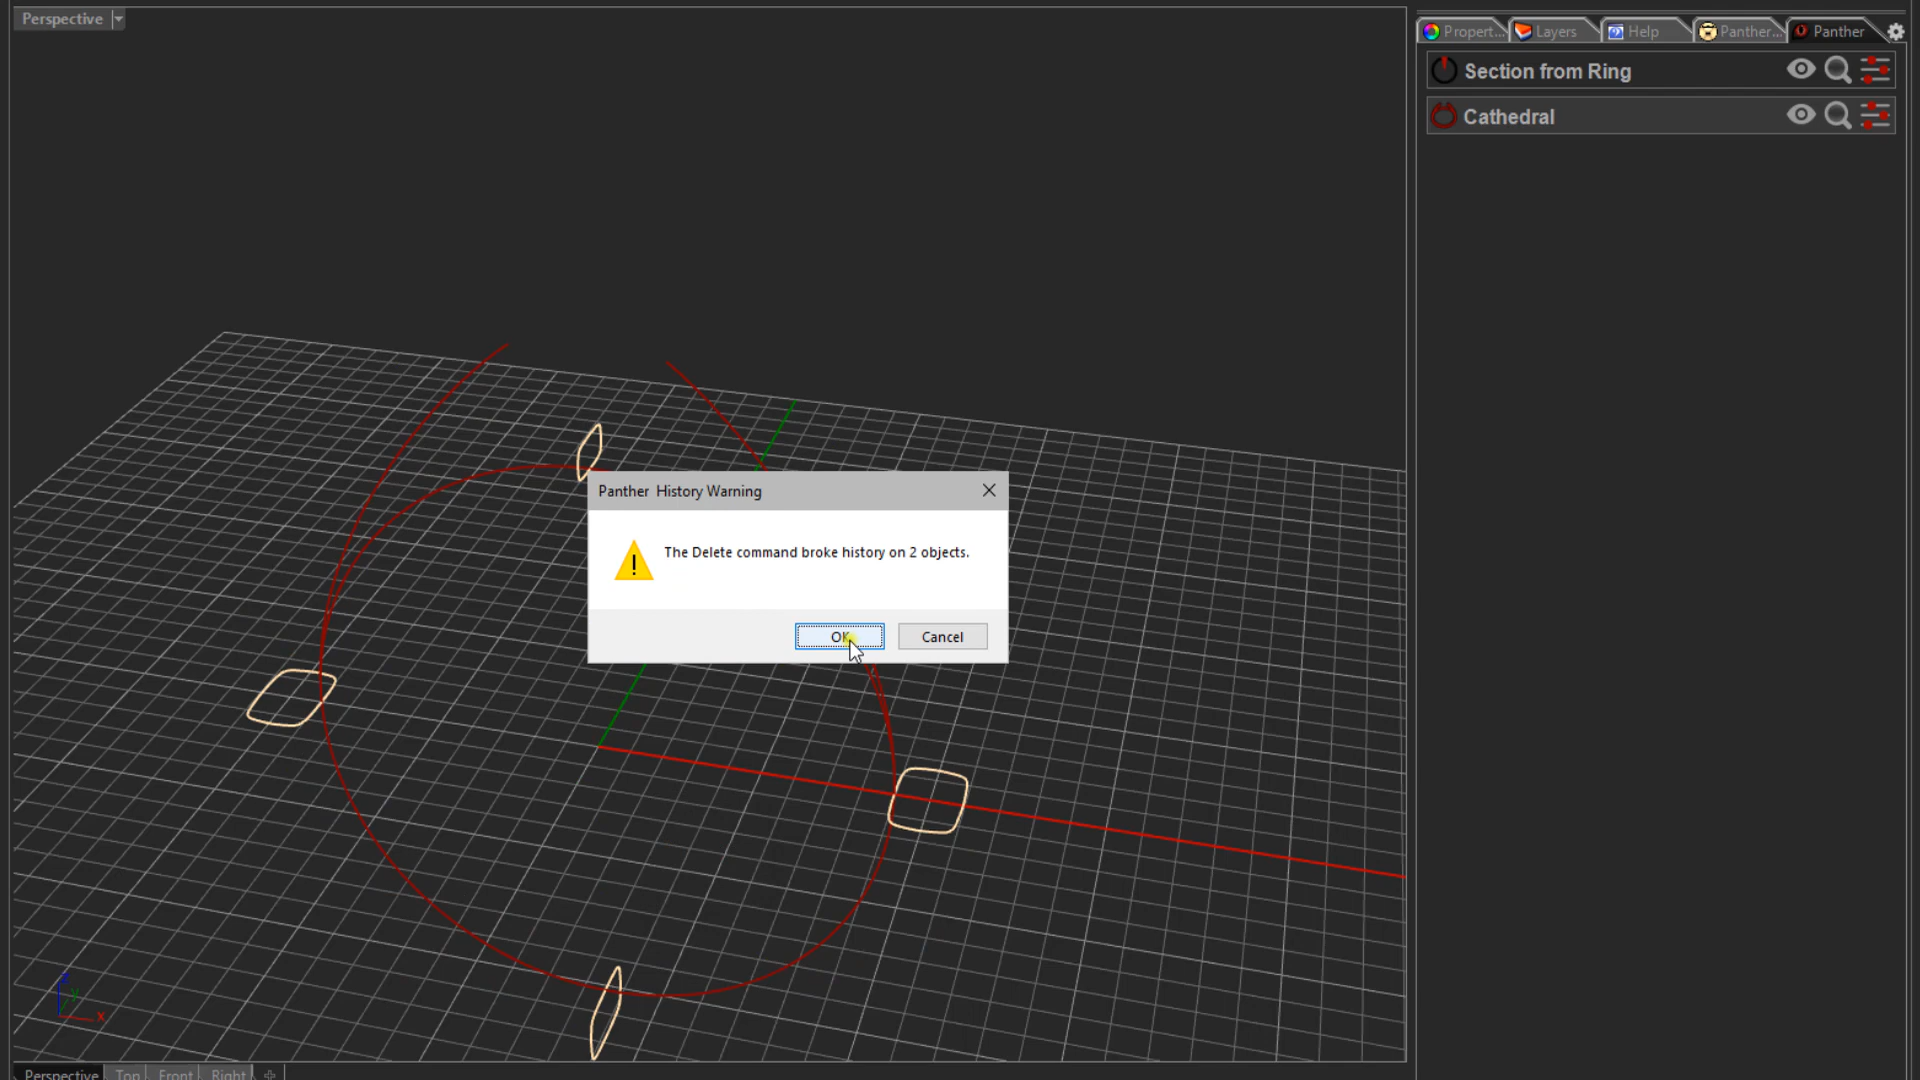 Perspective
Propert...
Layers
Help
Panther...
Panther
Section from Ring
Cathedral
Panther History Warning
The Delete command broke history on 2 objects.
OK
Cancel
z
y
x
Perspective
Top
Front
Right